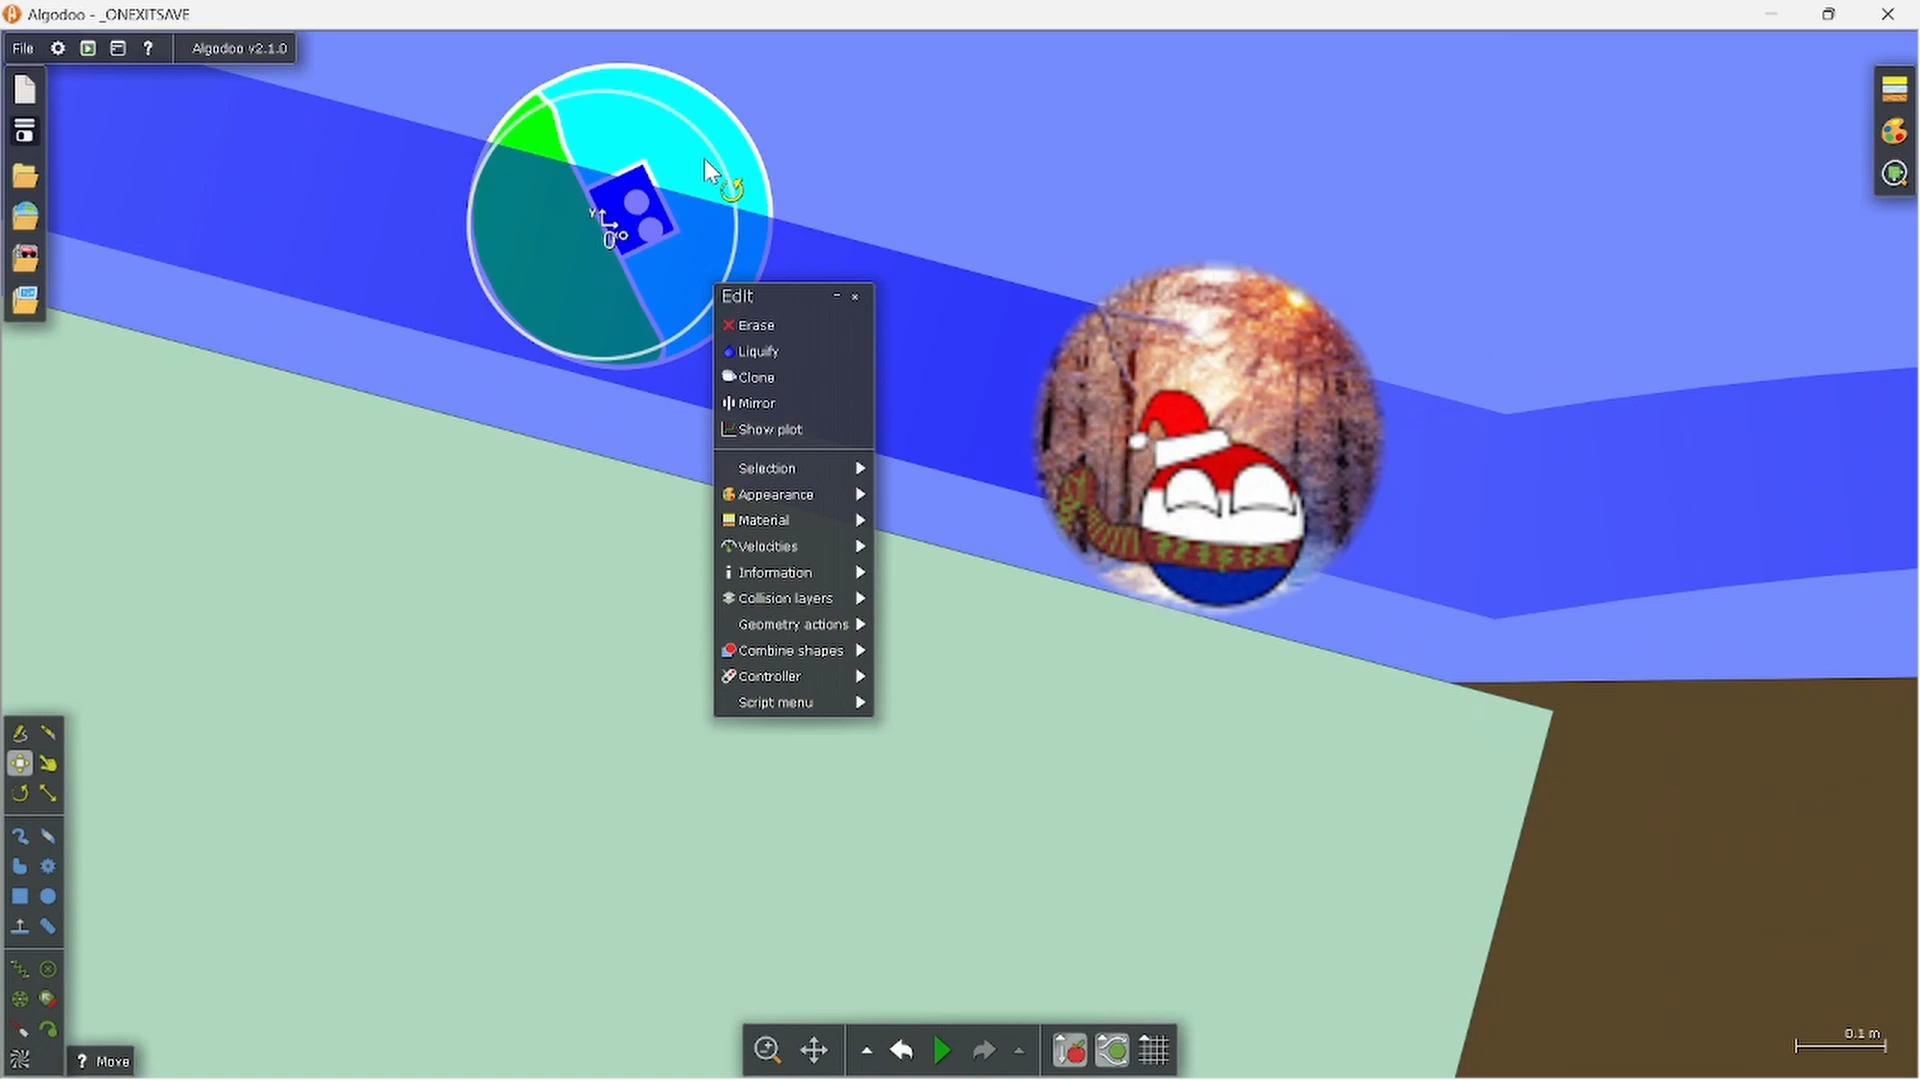 Algodoo - _ONEXITSAVE
File
?
Algodoo v2.1.0
Edit
Erase
Liquify
Clone
Mirror
Show plot
Selection
Appearance
Material
Velocities
Information
Collision layers
Geometry actions
Combine shapes
Controller
Script menu
0.1 m
? Move